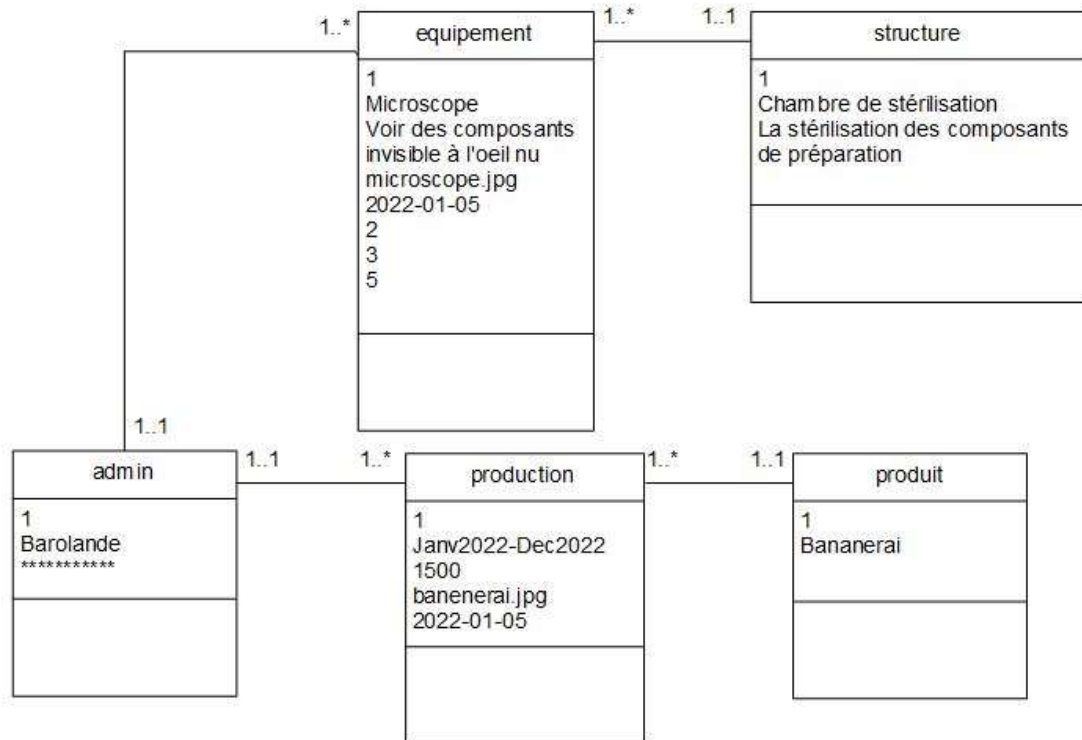 1..*
equipement
1..*
1..1
structure
1
Microscope
Voir des composants
invisible à l'oeil nu
microscope.jpg
2022-01-05
2
3
5
1
Chambre de stérilisation
La stérilisation des composants
de préparation
1..1
admin
1..1
1..*
production
1..*
1..1
produit
1
Barolande
***********
1
Janv2022-Dec2022
1500
banenerai.jpg
2022-01-05
1
Bananerai